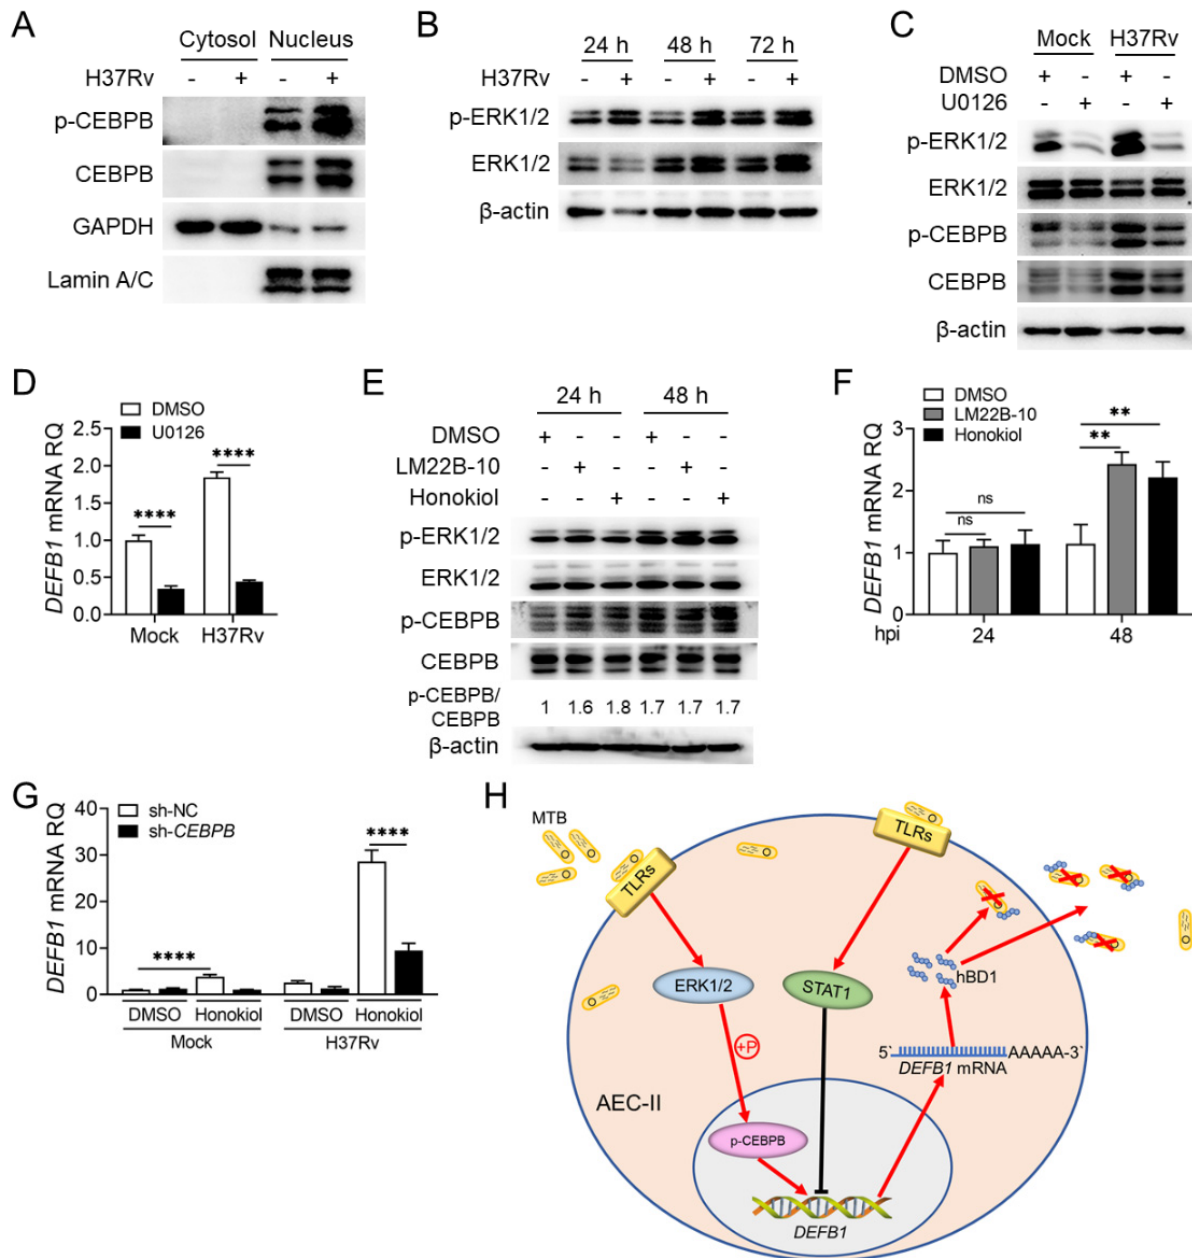 A
Cytosol Nucleus
H37Rv - + - +
p-CEBPB
CEBPB
GAPDH
Lamin A/C
B
24 h 48 h 72 h
H37Rv - + - + - +
p-ERK1/2
ERK1/2
β-actin
C
Mock H37Rv
DMSO + - + -
U0126 - + - +
p-ERK1/2
ERK1/2
p-CEBPB
CEBPB
β-actin
D
DEFB1 mRNA RQ
DMSO
U0126
2.5
2.0
1.5
1.0
0.5
0.0
**** ****
Mock H37Rv
E
24 h 48 h
DMSO + - - + - -
LM22B-10 - + - - + -
Honokiol - - + - - +
p-ERK1/2
ERK1/2
p-CEBPB
CEBPB
p-CEBPB/
CEBPB
1 1.6 1.8 1.7 1.7 1.7
β-actin
F
DEFB1 mRNA RQ
DMSO
LM22B-10
Honokiol
3
2
1
0
ns
ns
**
**
hpi 24 48
G
DEFB1 mRNA RQ
sh-NC
sh-CEBPB
40
30
20
10
0
**** ****
DMSO Honokiol DMSO Honokiol
Mock H37Rv
H
MTB
TLRs
TLRs
ERK1/2
STAT1
+P
hBD1
5` AAAAA-3`
DEFB1 mRNA
AEC-II
p-CEBPB
DEFB1